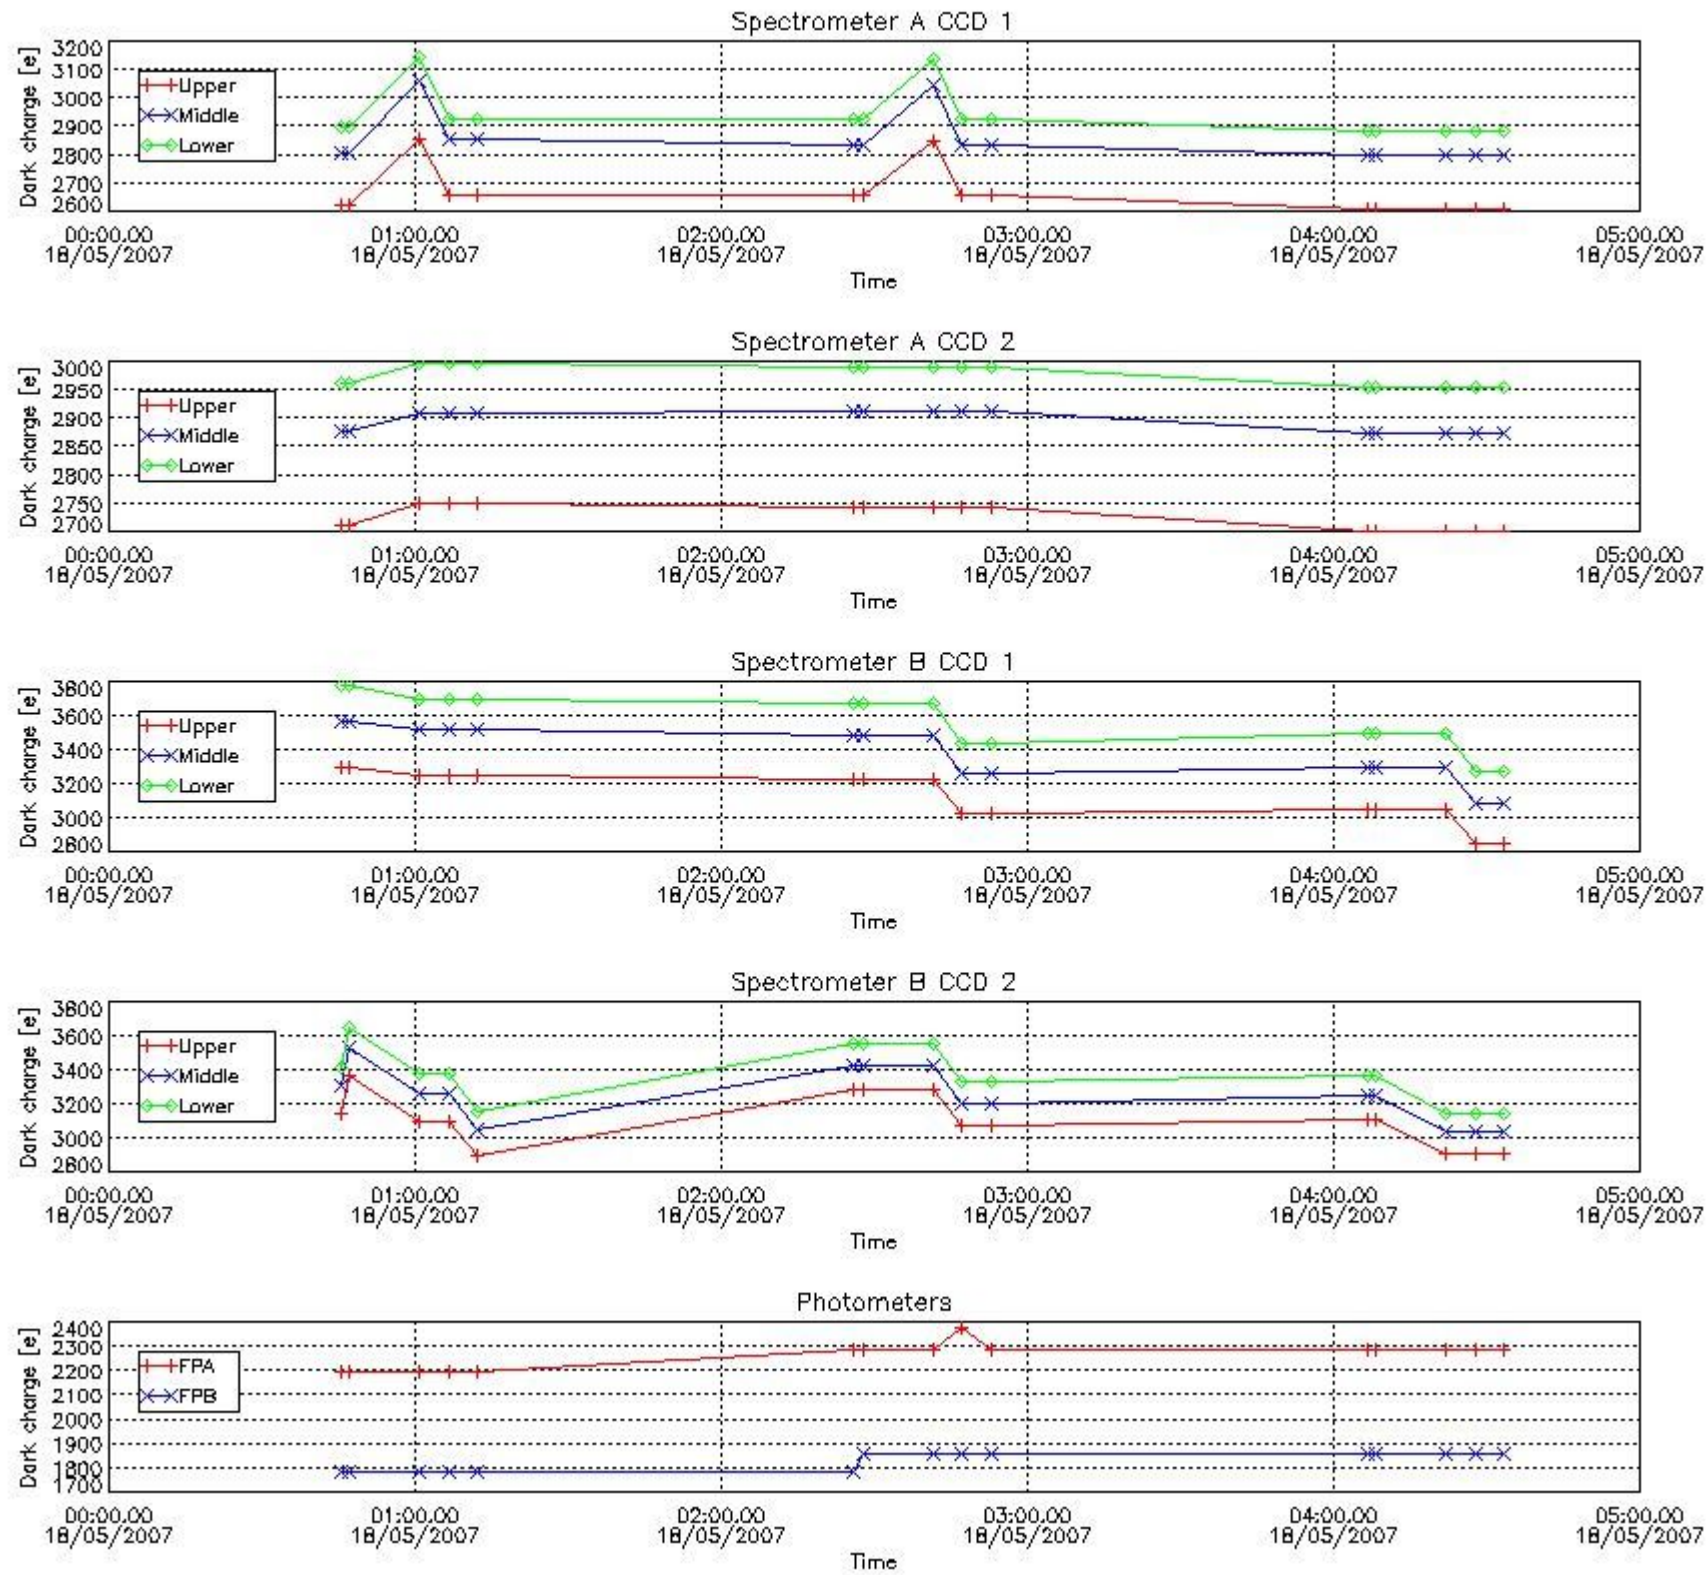 Spectrometer A CCD 1
Dark charge [e]
3200
3100
3000
2900
2800
2700
2600
Upper
Middle
Lower
00:00.00 01:00.00 02:00.00 03:00.00 04:00.00 05:00.00
18/05/2007 18/05/2007 18/05/2007 18/05/2007 18/05/2007 18/05/2007
Time
Spectrometer A CCD 2
Dark charge [e]
3000
2950
2900
2850
2800
2750
2700
Upper
Middle
Lower
00:00.00 01:00.00 02:00.00 03:00.00 04:00.00 05:00.00
18/05/2007 18/05/2007 18/05/2007 18/05/2007 18/05/2007 18/05/2007
Time
Spectrometer B CCD 1
Dark charge [e]
3800
3600
3400
3200
3000
2800
Upper
Middle
Lower
00:00.00 01:00.00 02:00.00 03:00.00 04:00.00 05:00.00
18/05/2007 18/05/2007 18/05/2007 18/05/2007 18/05/2007 18/05/2007
Time
Spectrometer B CCD 2
Dark charge [e]
3800
3600
3400
3200
3000
2800
Upper
Middle
Lower
00:00.00 01:00.00 02:00.00 03:00.00 04:00.00 05:00.00
18/05/2007 18/05/2007 18/05/2007 18/05/2007 18/05/2007 18/05/2007
Time
Photometers
Dark charge [e]
2400
2300
2200
2100
2000
1900
1800
1700
FPA
FPB
00:00.00 01:00.00 02:00.00 03:00.00 04:00.00 05:00.00
18/05/2007 18/05/2007 18/05/2007 18/05/2007 18/05/2007 18/05/2007
Time